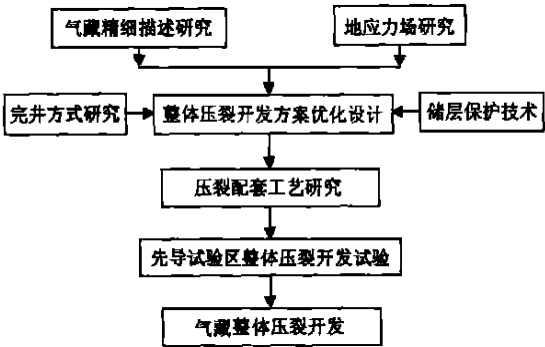 气藏精细描述研究
地应力场研究
完井方式研究
整体压裂开发方案优化设计
储层保护技术
压裂配套工艺研究
先导试验区整体压裂开发试验
气藏整体压裂开发